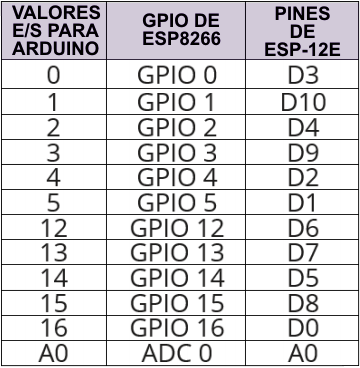 VALORES E/S PARA ARDUINO | GPIO DE ESP8266 | PINES DE ESP-12E
0 | GPIO 0 | D3
1 | GPIO 1 | D10
2 | GPIO 2 | D4
3 | GPIO 3 | D9
4 | GPIO 4 | D2
5 | GPIO 5 | D1
12 | GPIO 12 | D6
13 | GPIO 13 | D7
14 | GPIO 14 | D5
15 | GPIO 15 | D8
16 | GPIO 16 | D0
A0 | ADC 0 | A0